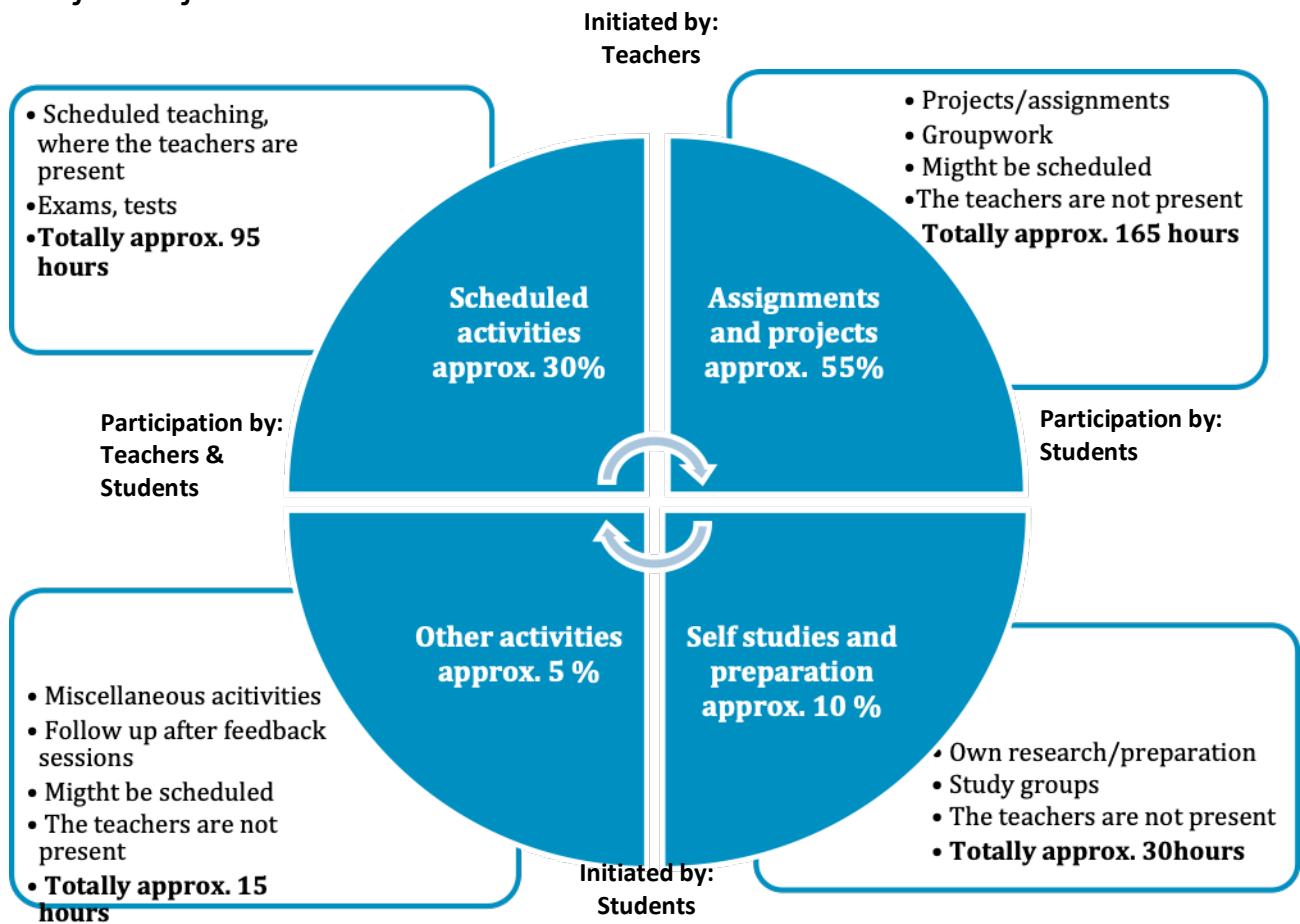 Initiated by:
Teachers
• Scheduled teaching,
where the teachers are
present
•Exams, tests
•Totally approx. 95
hours
• Projects/assignments
• Groupwork
• Migtht be scheduled
•The teachers are not present
Totally approx. 165 hours
Scheduled
activities
approx. 30%
Assignments
and projects
approx. 55%
Participation by:
Teachers &
Students
Participation by:
Students
Other activities
approx. 5 %
Self studies and
preparation
approx. 10 %
• Miscellaneous acitivities
• Follow up after feedback
sessions
• Migtht be scheduled
• The teachers are not
present
• Totally approx. 15
hours
• Own research/preparation
• Study groups
• The teachers are not present
• Totally approx. 30hours
Initiated by:
Students